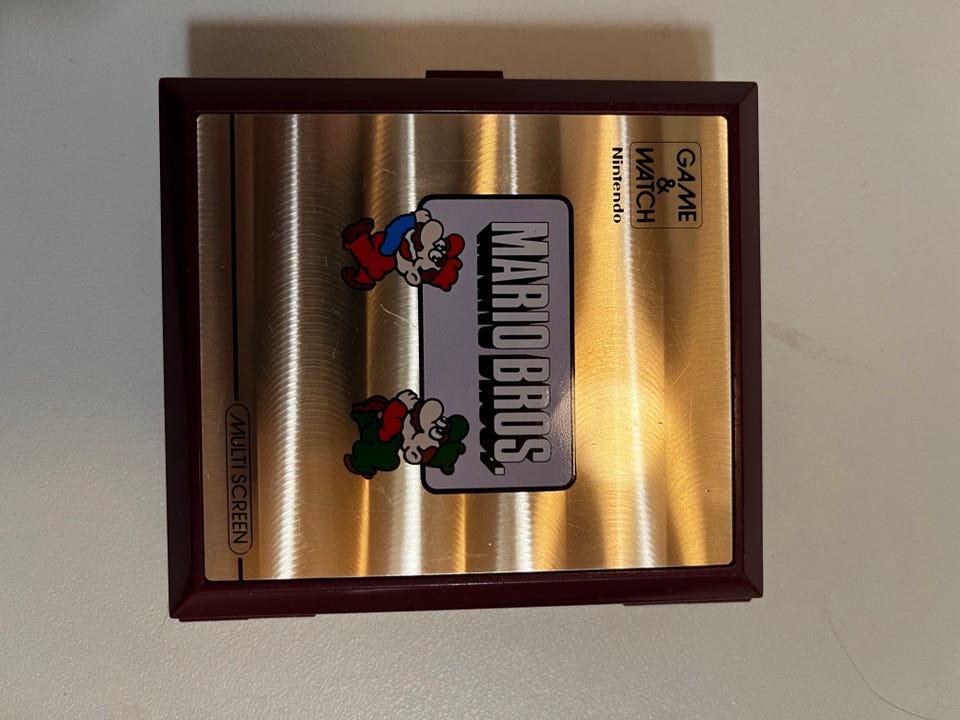 GAME
&
WATCH
Nintendo
MARIO BROS.
MULTI SCREEN